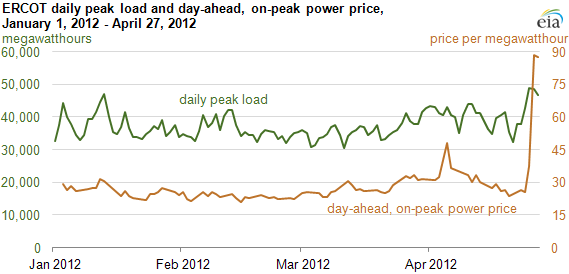 ERCOT daily peak load and day-ahead, on-peak power price,
January 1, 2012 - April 27, 2012
eia
megawatthours price per megawatthour
60,000 90
50,000 75
40,000 60
30,000 45
20,000 30
10,000 15
0 0
daily peak load
day-ahead, on-peak power price
Jan 2012 Feb 2012 Mar 2012 Apr 2012